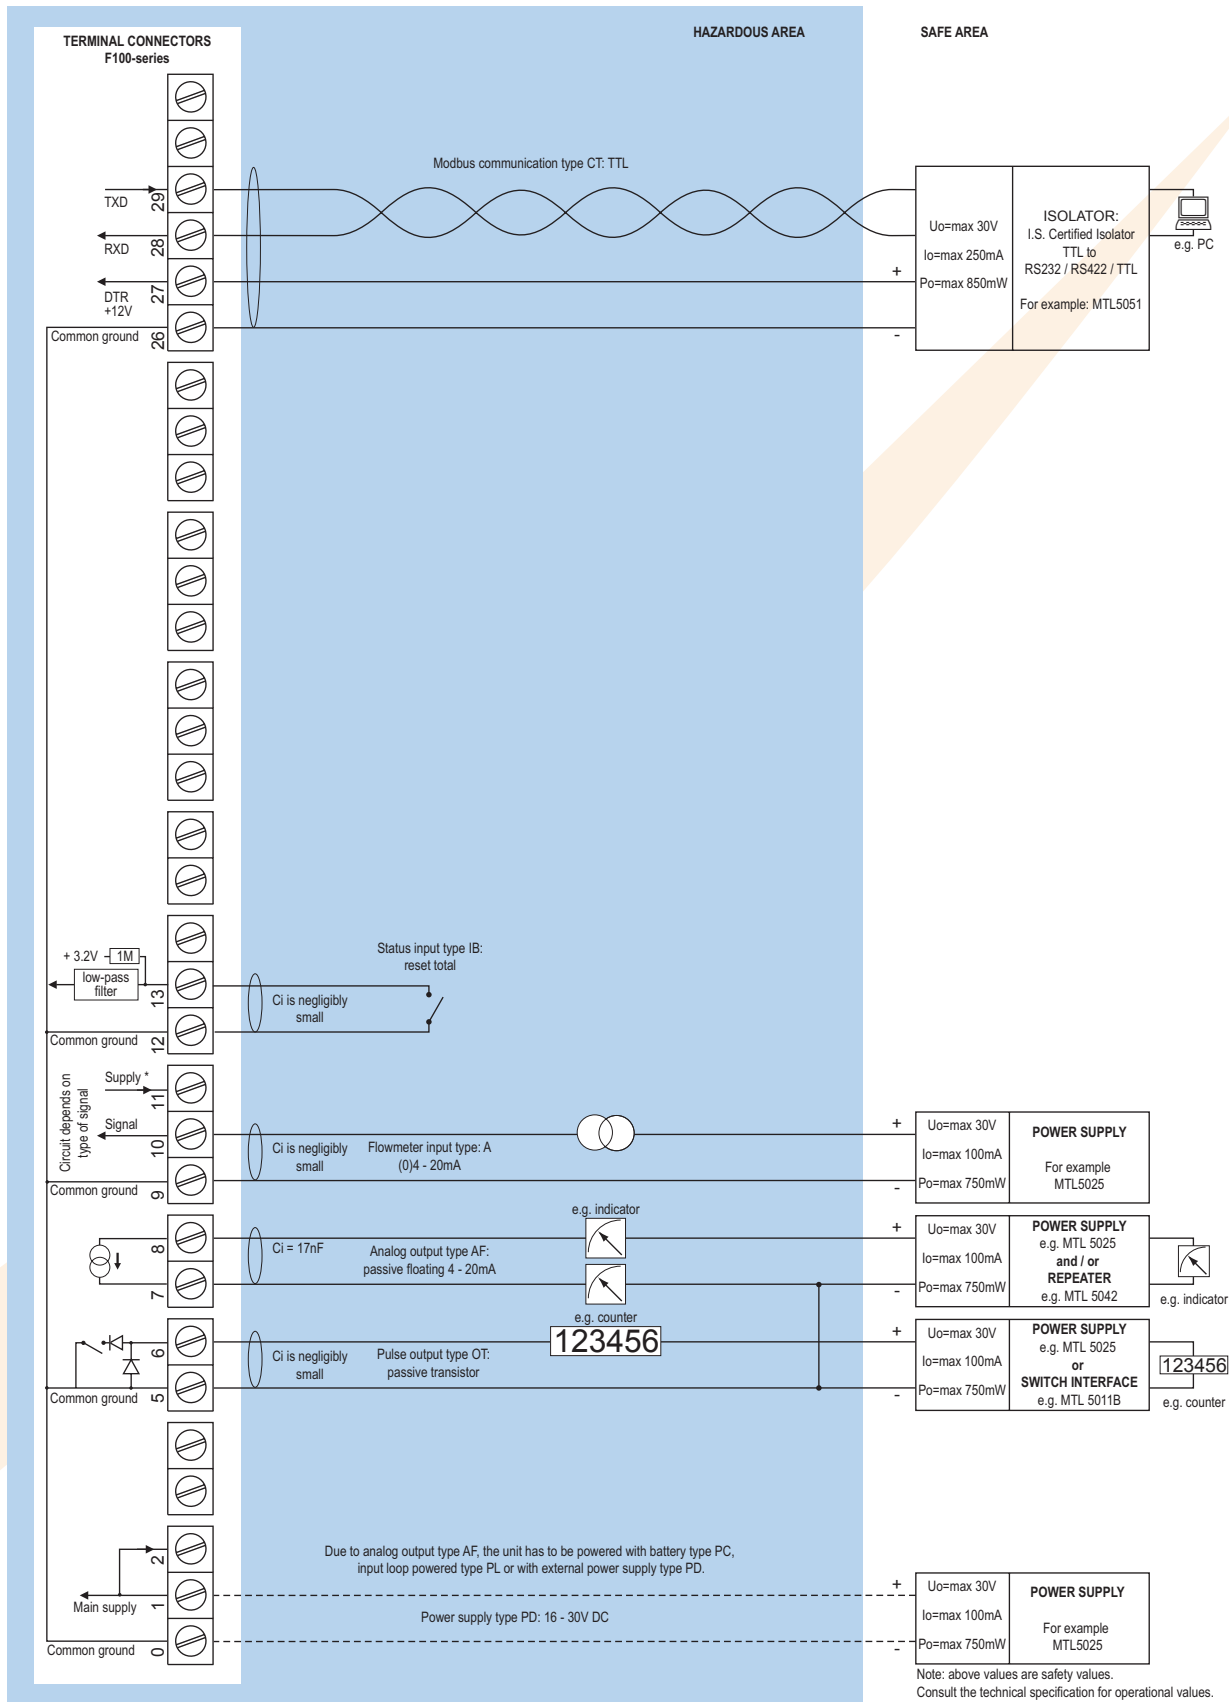 HAZARDOUS AREA
SAFE AREA
TERMINAL CONNECTORS
F100-series
Modbus communication type CT: TTL
TXD
29
RXD
28
DTR
+12V
27
Common ground
26
+
-
Uo=max 30V
Io=max 250mA
Po=max 850mW
ISOLATOR:
I.S. Certified Isolator
TTL to
RS232 / RS422 / TTL
For example: MTL5051
e.g. PC
+ 3.2V
1M
low-pass
filter
13
Common ground
12
Ci is negligibly
small
Status input type IB:
reset total
Circuit depends on
type of signal
Supply *
11
Signal
10
Common ground
9
Ci is negligibly
small
Flowmeter input type: A
(0)4 - 20mA
+
-
Uo=max 30V
Io=max 100mA
Po=max 750mW
POWER SUPPLY
For example
MTL5025
8
7
Ci = 17nF
Analog output type AF:
passive floating 4 - 20mA
e.g. indicator
+
-
Uo=max 30V
Io=max 100mA
Po=max 750mW
POWER SUPPLY
e.g. MTL 5025
and / or
REPEATER
e.g. MTL 5042
e.g. indicator
6
Common ground
5
Ci is negligibly
small
Pulse output type OT:
passive transistor
e.g. counter
123456
+
-
Uo=max 30V
Io=max 100mA
Po=max 750mW
POWER SUPPLY
e.g. MTL 5025
or
SWITCH INTERFACE
e.g. MTL 5011B
123456
e.g. counter
2
Main supply
1
Common ground
0
Due to analog output type AF, the unit has to be powered with battery type PC,
input loop powered type PL or with external power supply type PD.
Power supply type PD: 16 - 30V DC
+
-
Uo=max 30V
Io=max 100mA
Po=max 750mW
POWER SUPPLY
For example
MTL5025
Note: above values are safety values.
Consult the technical specification for operational values.